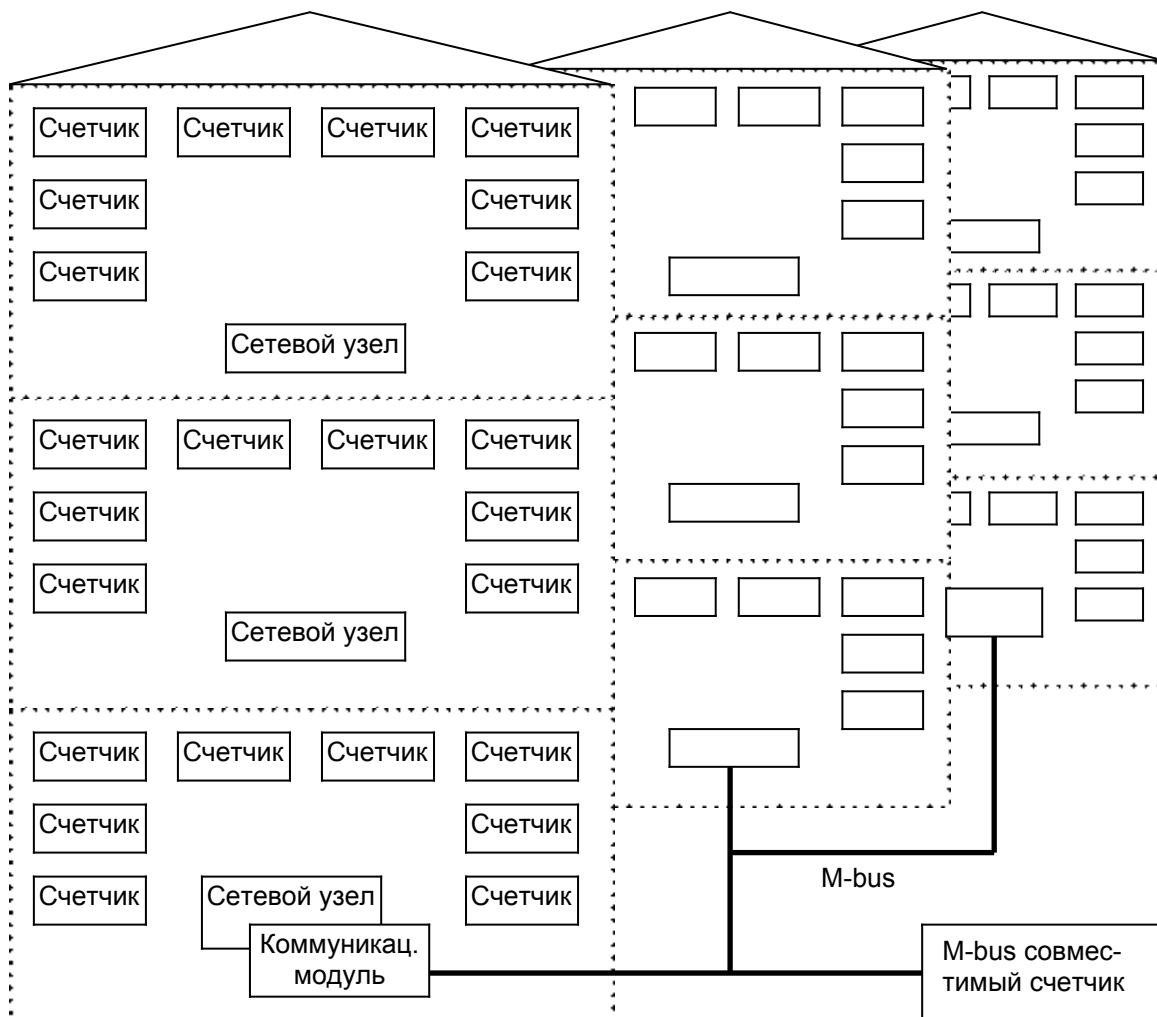 Счетчик Счетчик Счетчик Счетчик
Счетчик Счетчик
Счетчик Счетчик
Сетевой узел
Счетчик Счетчик Счетчик Счетчик
Счетчик Счетчик
Счетчик Счетчик
Сетевой узел
Счетчик Счетчик Счетчик Счетчик
Счетчик Счетчик
Счетчик Сетевой узел Счетчик
M-bus
Коммуникац.
модуль
M-bus совмес-
тимый счетчик